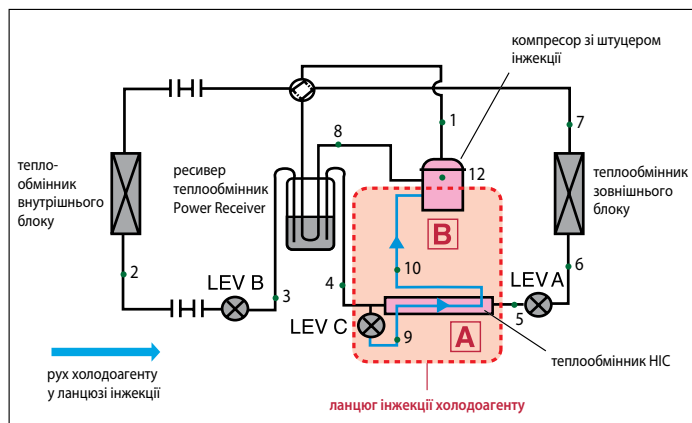 компресор зі штуцером
інжекції
1
7
8
тепло-
обмінник
внутрішнього
блоку
ресивер
теплообмінник
Power Receiver
12
теплообмінник
зовнішнього
блоку
B
2
10
6
LEV B
3
4
LEV A
5
LEV C
9
A
рух холодоагенту
у ланцюзі інжекції
теплообмінник HIC
ланцюг інжекції холодоагенту